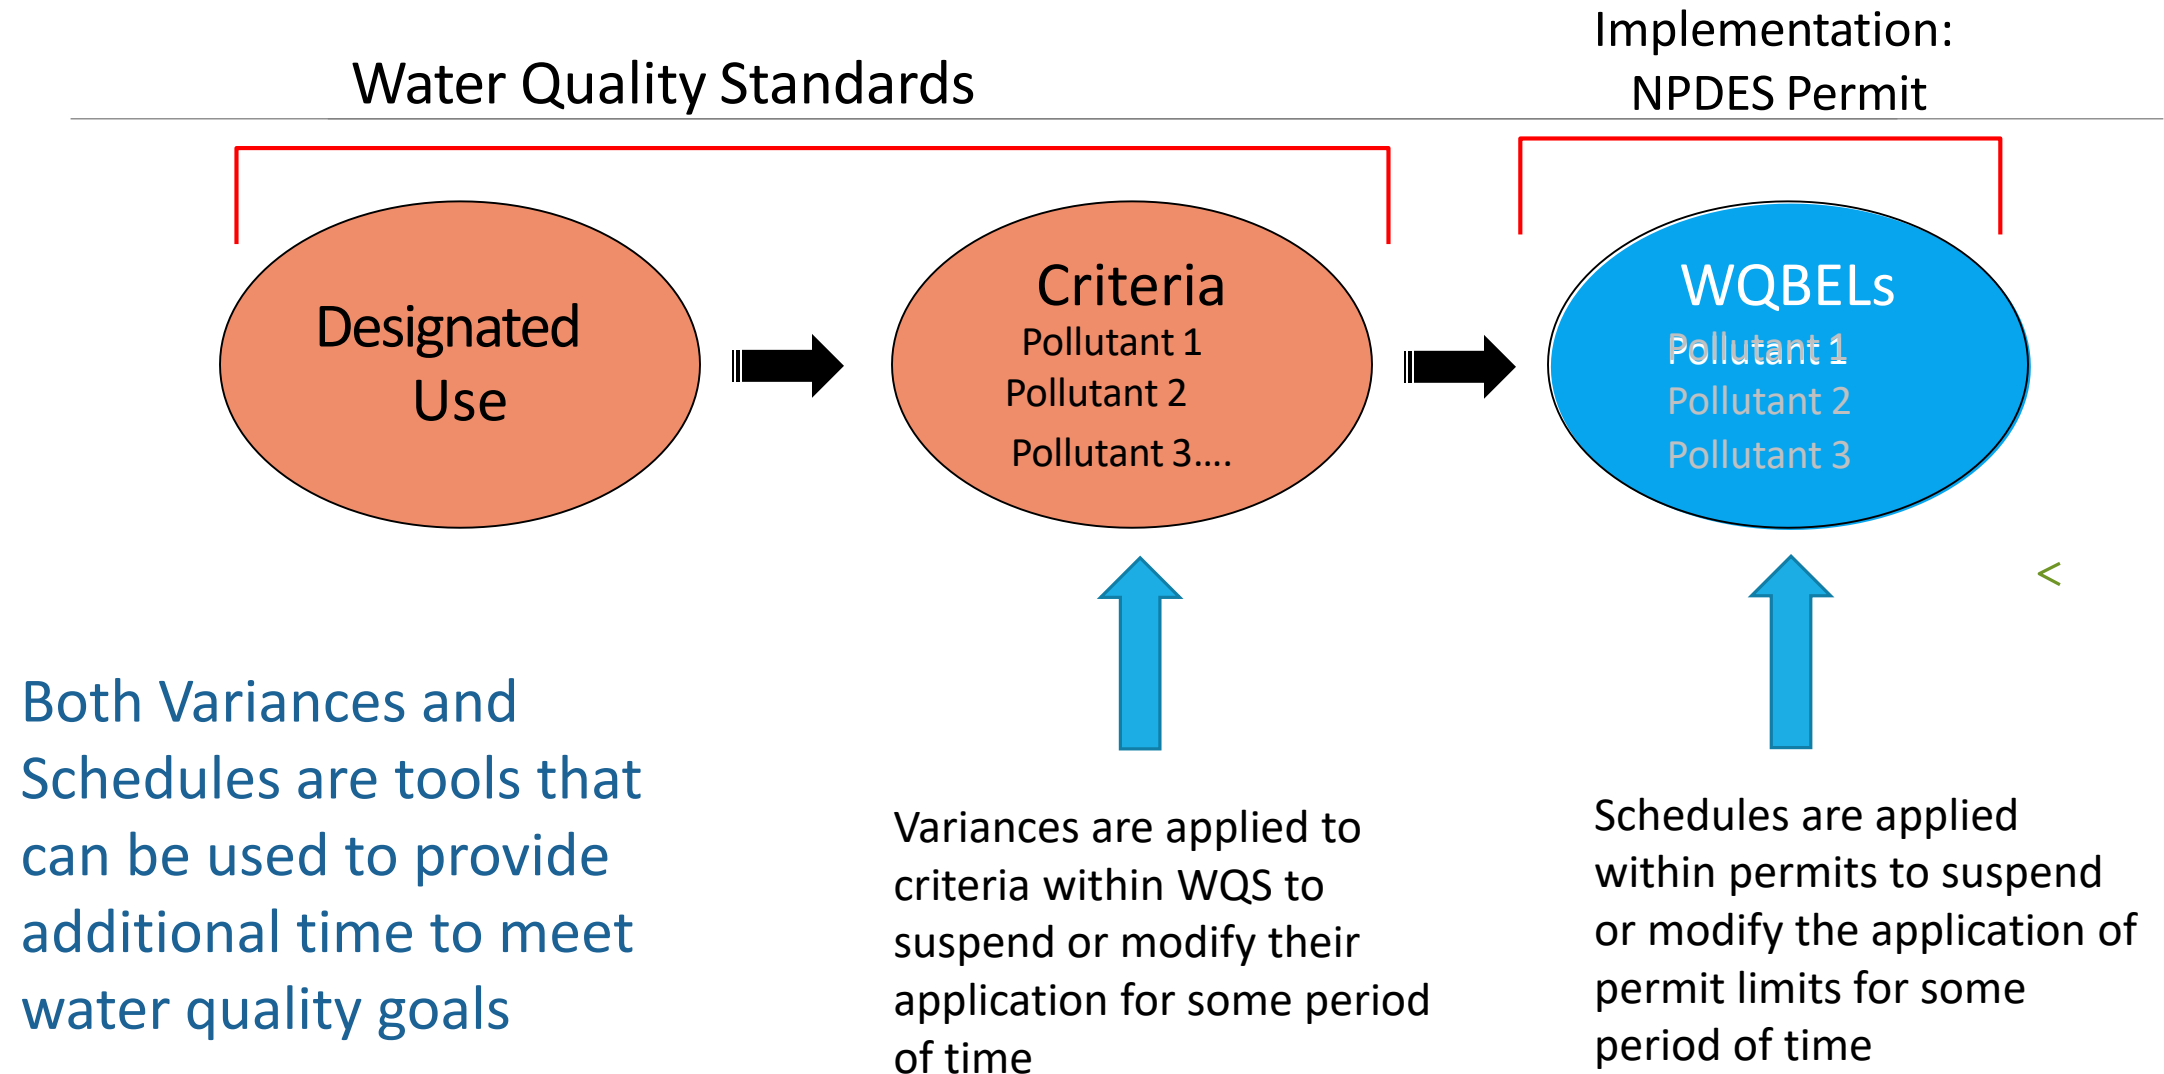 Water Quality Standards
Implementation:
NPDES Permit
Designated
Use
Criteria
Pollutant 1
Pollutant 2
Pollutant 3....
WQBELs
Pollutant 1
Pollutant 2
Pollutant 3
<
Both Variances and
Schedules are tools that
can be used to provide
additional time to meet
water quality goals
Variances are applied to
criteria within WQS to
suspend or modify their
application for some period
of time
Schedules are applied
within permits to suspend
or modify the application of
permit limits for some
period of time